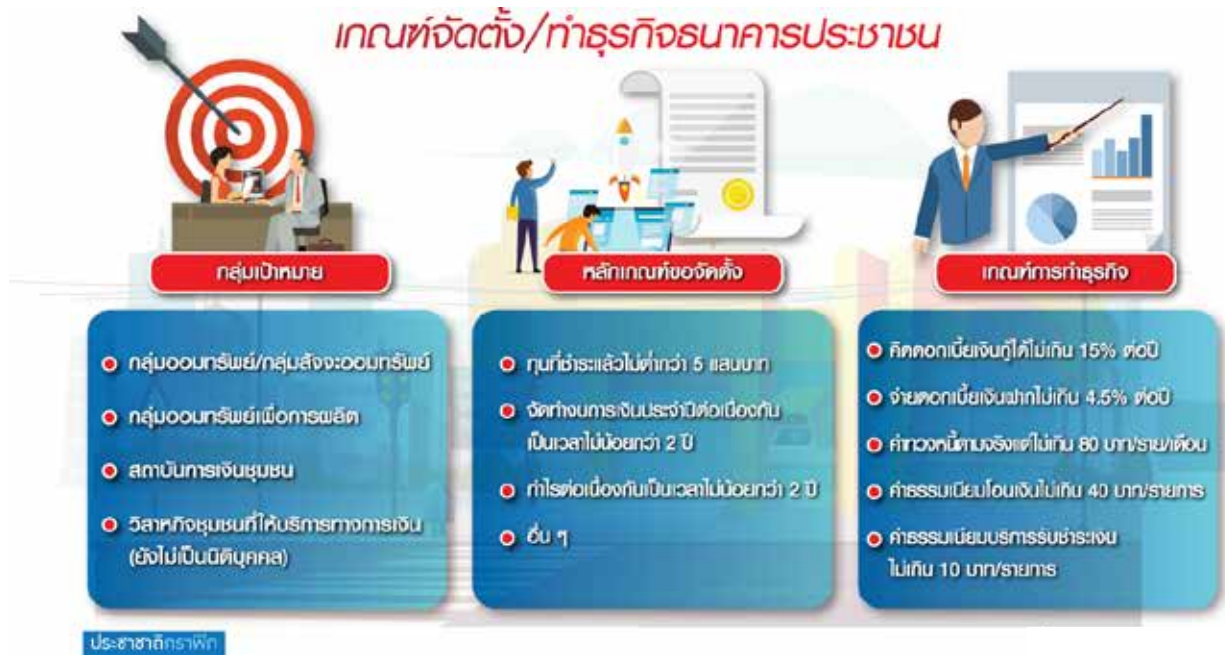 เกณฑ์จัดตั้ง/ทำธุรกิจธนาคารประชาชน
กลุ่มเป้าหมาย
กลุ่มออมทรัพย์/กลุ่มสัจจะออมทรัพย์
กลุ่มออมทรัพย์เพื่อการผลิต
สถาบันการเงินชุมชน
วิสาหกิจชุมชนที่ให้บริการทางการเงิน
(ยังไม่เป็นนิติบุคคล)
หลักเกณฑ์ขอจัดตั้ง
ทุนที่ชำระแล้วไม่ต่ำกว่า 5 แสนบาท
จัดทำงบการเงินประจำปีต่อเนื่องกัน
เป็นเวลาไม่น้อยกว่า 2 ปี
กำไรต่อเนื่องกันเป็นเวลาไม่น้อยกว่า 2 ปี
อื่น ๆ
เกณฑ์การทำธุรกิจ
คิดดอกเบี้ยเงินกู้ได้ไม่เกิน 15% ต่อปี
จ่ายดอกเบี้ยเงินฝากไม่เกิน 4.5% ต่อปี
ค่าทวงหนี้ตามจริงแต่ไม่เกิน 80 บาท/ราย/เดือน
ค่าธรรมเนียมโอนเงินไม่เกิน 40 บาท/รายการ
ค่าธรรมเนียมบริการรับชำระเงิน
ไม่เกิน 10 บาท/รายการ
ประชาชาติกราฟิก